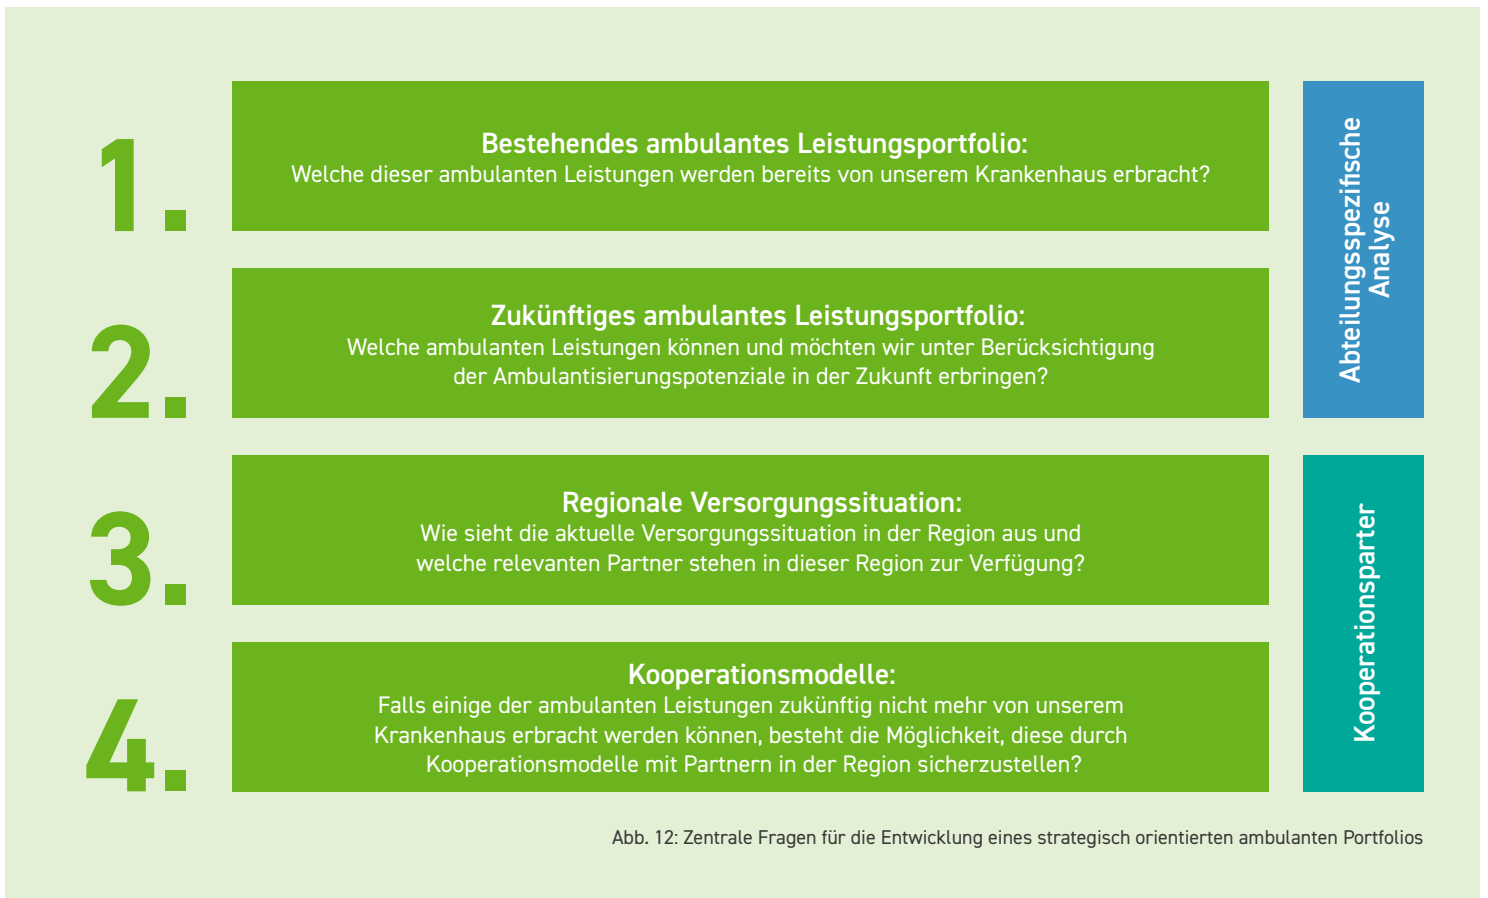 1.
Bestehendes ambulantes Leistungsportfolio:
Welche dieser ambulanten Leistungen werden bereits von unserem Krankenhaus erbracht?
2.
Zukünftiges ambulantes Leistungsportfolio:
Welche ambulanten Leistungen können und möchten wir unter Berücksichtigung
der Ambulantisierungspotenziale in der Zukunft erbringen?
Abteilungsspezifische
Analyse
3.
Regionale Versorgungssituation:
Wie sieht die aktuelle Versorgungssituation in der Region aus und
welche relevanten Partner stehen in dieser Region zur Verfügung?
4.
Kooperationsmodelle:
Falls einige der ambulanten Leistungen zukünftig nicht mehr von unserem
Krankenhaus erbracht werden können, besteht die Möglichkeit, diese durch
Kooperationsmodelle mit Partnern in der Region sicherzustellen?
Kooperationsparter
Abb. 12: Zentrale Fragen für die Entwicklung eines strategisch orientierten ambulanten Portfolios